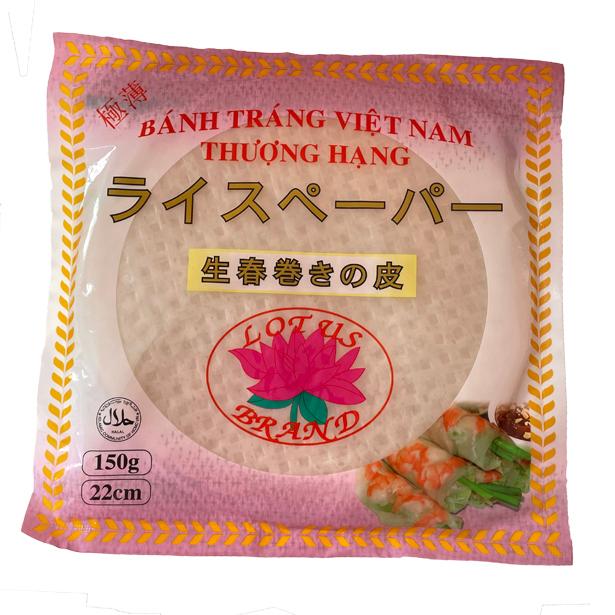 極薄
BÁNH TRÁNG VIỆT NAM
THƯỢNG HẠNG
ライスペーパー
生春巻きの皮
LOTUS
BRAND
حلال
HALAL
150g
22cm